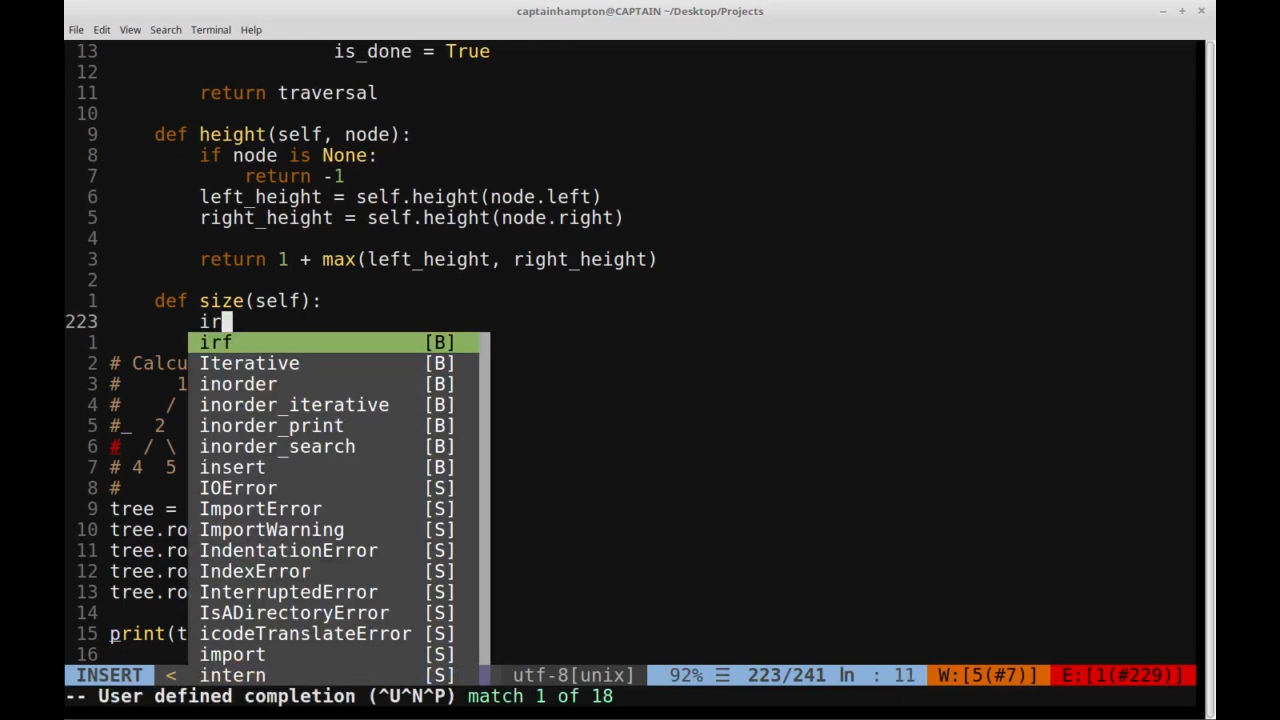 captainhampton@CAPTAIN ~/Desktop/Projects
File Edit View Search Terminal Help
13 is_done = True
12
11 return traversal
10
9 def height(self, node):
8 if node is None:
7 return -1
6 left_height = self.height(node.left)
5 right_height = self.height(node.right)
4
3 return 1 + max(left_height, right_height)
2
1 def size(self):
223 ir
1 irf [B]
2 # Calcu Iterative [B]
3 # 1 inorder [B]
4 # / inorder_iterative [B]
5 #_ 2 inorder_print [B]
6 # / \ inorder_search [B]
7 # 4 5 insert [B]
8 # IOError [S]
9 tree = ImportError [S]
10 tree.ro ImportWarning [S]
11 tree.ro IndentationError [S]
12 tree.ro IndexError [S]
13 tree.ro InterruptedError [S]
14 IsADirectoryError [S]
15 print(t icodeTranslateError [S]
16 import [S]
INSERT < intern [S] utf-8[unix] 92% ☰ 223/241 ln : 11 W:[5(#7)] E:[1(#229)]
-- User defined completion (^U^N^P) match 1 of 18